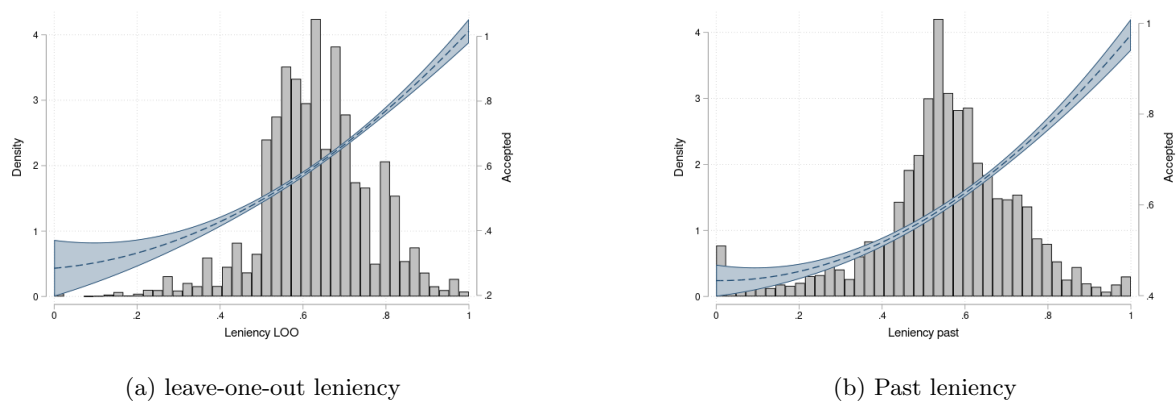 4
3
2
1
0
Density
1
.8
.6
.4
.2
Accepted
0 .2 .4 .6 .8 1
Leniency LOO
(a) leave-one-out leniency
4
3
2
1
0
Density
1
.8
.6
.4
Accepted
0 .2 .4 .6 .8 1
Leniency past
(b) Past leniency